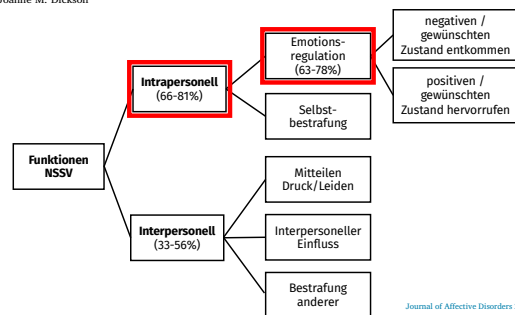 Joanne M. Dickson
negativen /
gewünschten
Zustand entkommen
Emotions-
regulation
(63-78%)
positiven /
gewünschten
Zustand hervorrufen
Intrapersonell
(66-81%)
Selbst-
bestrafung
Funktionen
NSSV
Mitteilen
Druck/Leiden
Interpersonell
(33-56%)
Interpersoneller
Einfluss
Bestrafung
anderer
Journal of Affective Disorders